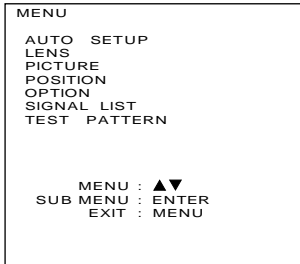 MENU
AUTO SETUP
LENS
PICTURE
POSITION
OPTION
SIGNAL LIST
TEST PATTERN
MENU : ▲▼
SUB MENU : ENTER
EXIT : MENU